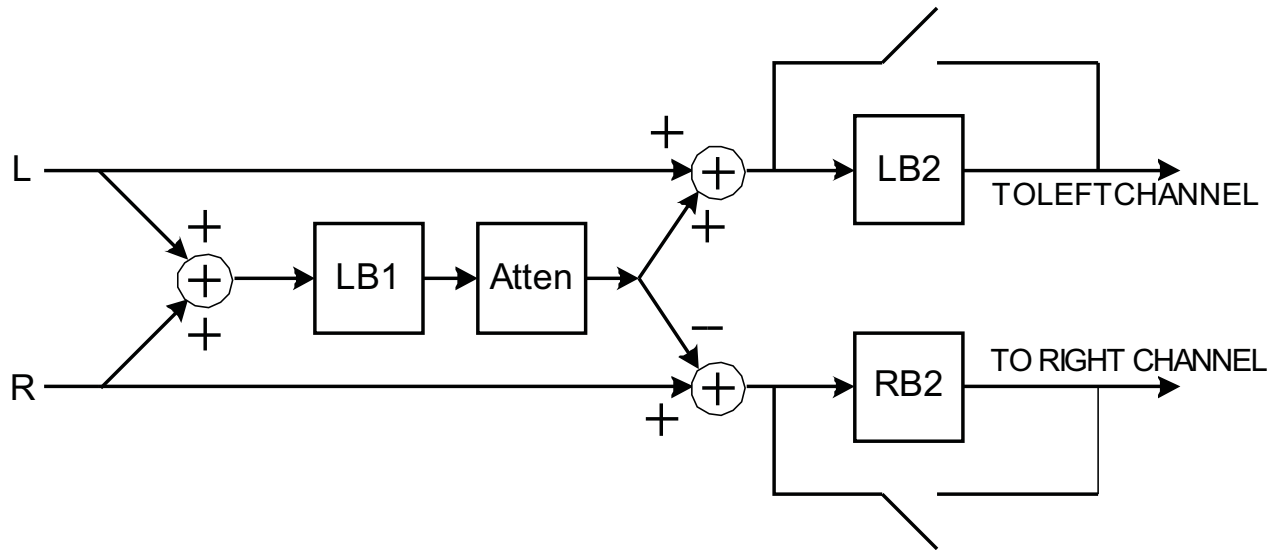 +
L
+
LB2
TOLEFTCHANNEL
+
+
+
LB1
Atten
+
−
TO RIGHT CHANNEL
R
+
+
RB2
+